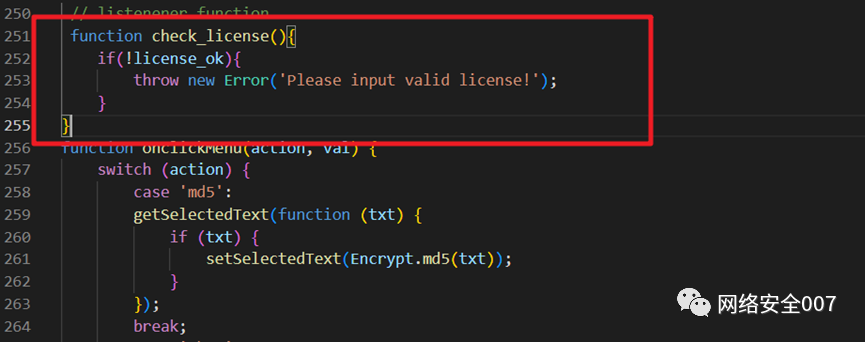 250 // listenener function
251 function check_license(){
252 if(!license_ok){
253 throw new Error('Please input valid license!');
254 }
255 }
256 function onclickMenu(action, val) {
257 switch (action) {
258 case 'md5':
259 getSelectedText(function (txt) {
260 if (txt) {
261 setSelectedText(Encrypt.md5(txt));
262 }
263 });
264 break;
网络安全007